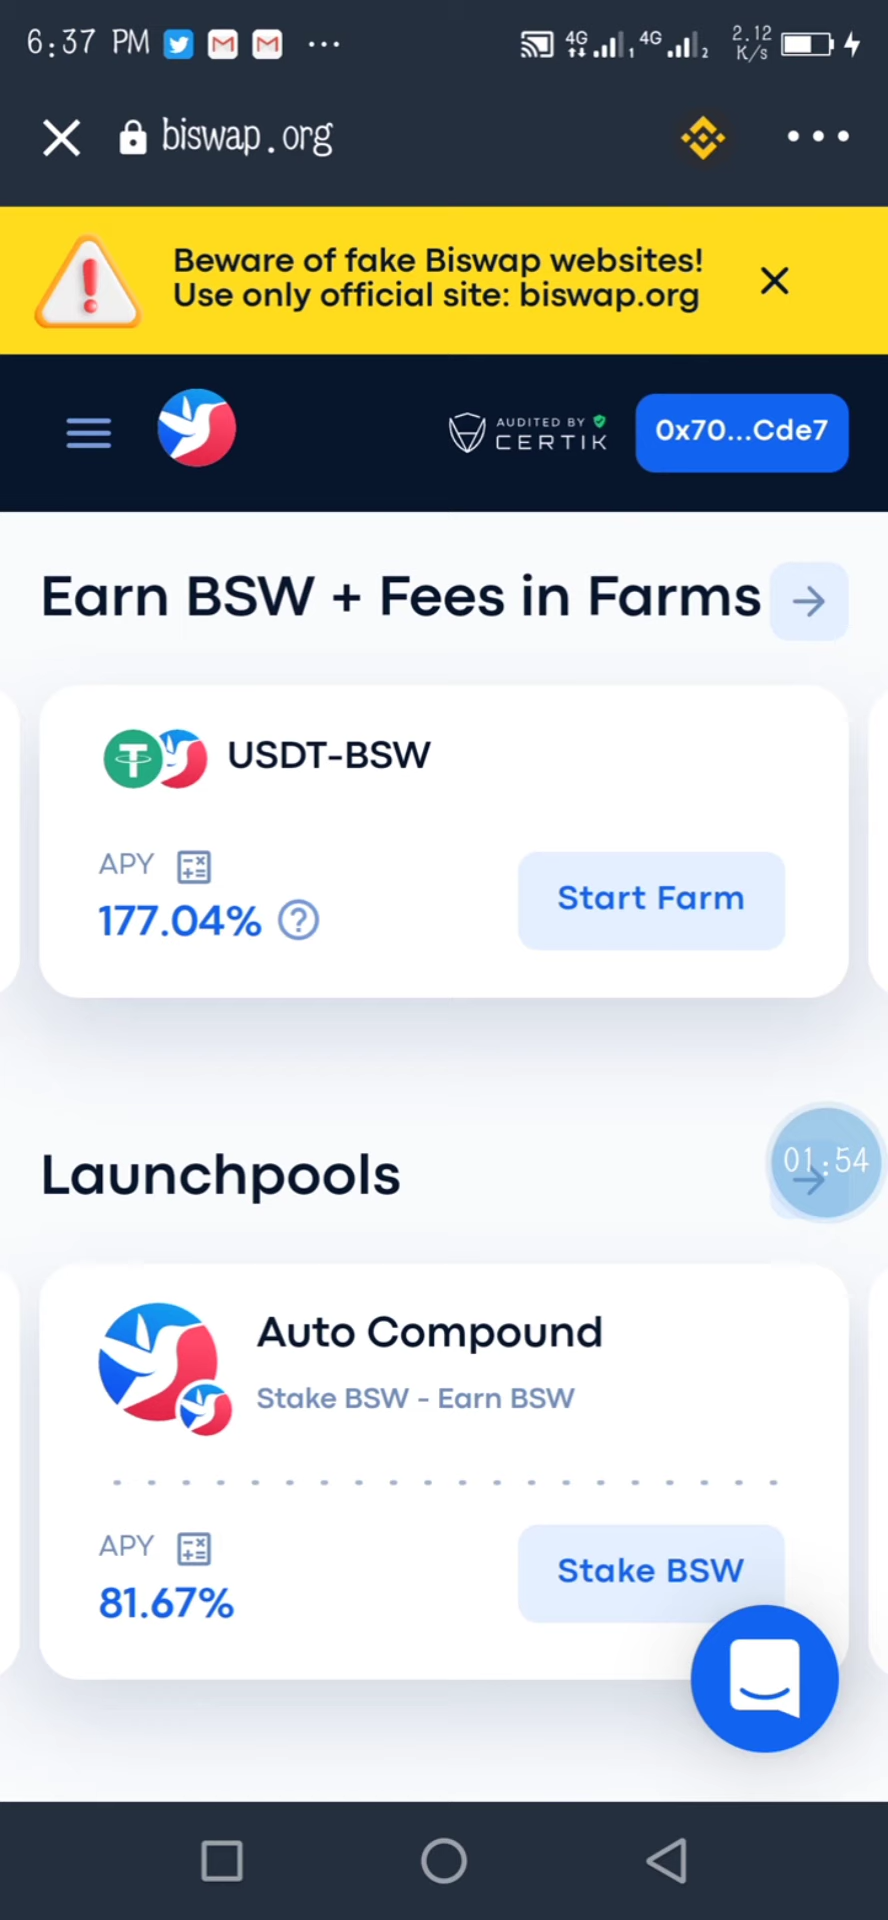 6:37 PM
4G 1 4G 2 2.12 K/s
biswap.org
Beware of fake Biswap websites!
Use only official site: biswap.org
AUDITED BY
CERTIK
0x70...Cde7
Earn BSW + Fees in Farms
USDT-BSW
APY
177.04%
Start Farm
Launchpools
01:54
Auto Compound
Stake BSW - Earn BSW
APY
81.67%
Stake BSW